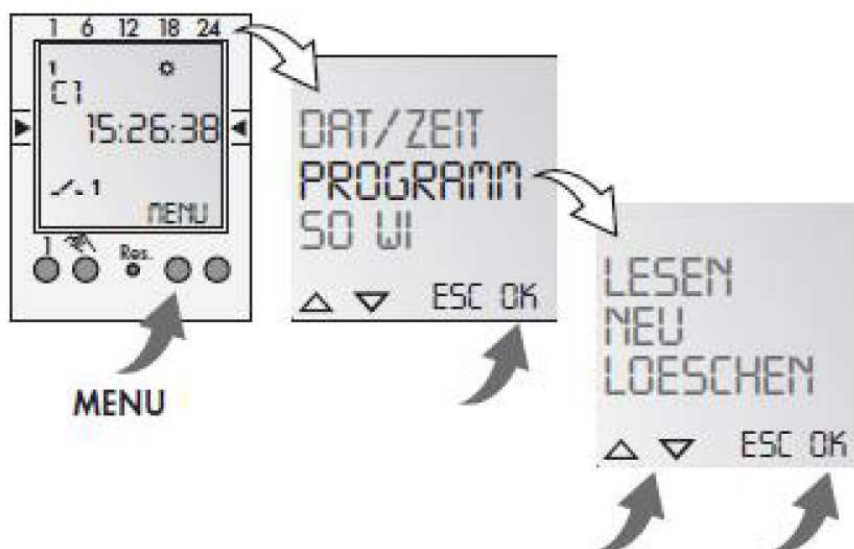 1 6 12 18 24
1
C1
15:26:38
1
MENU
1
Res.
MENU
DAT/ZEIT
PROGRAMM
SO WI
ESC OK
LESEN
NEU
LOESCHEN
ESC OK